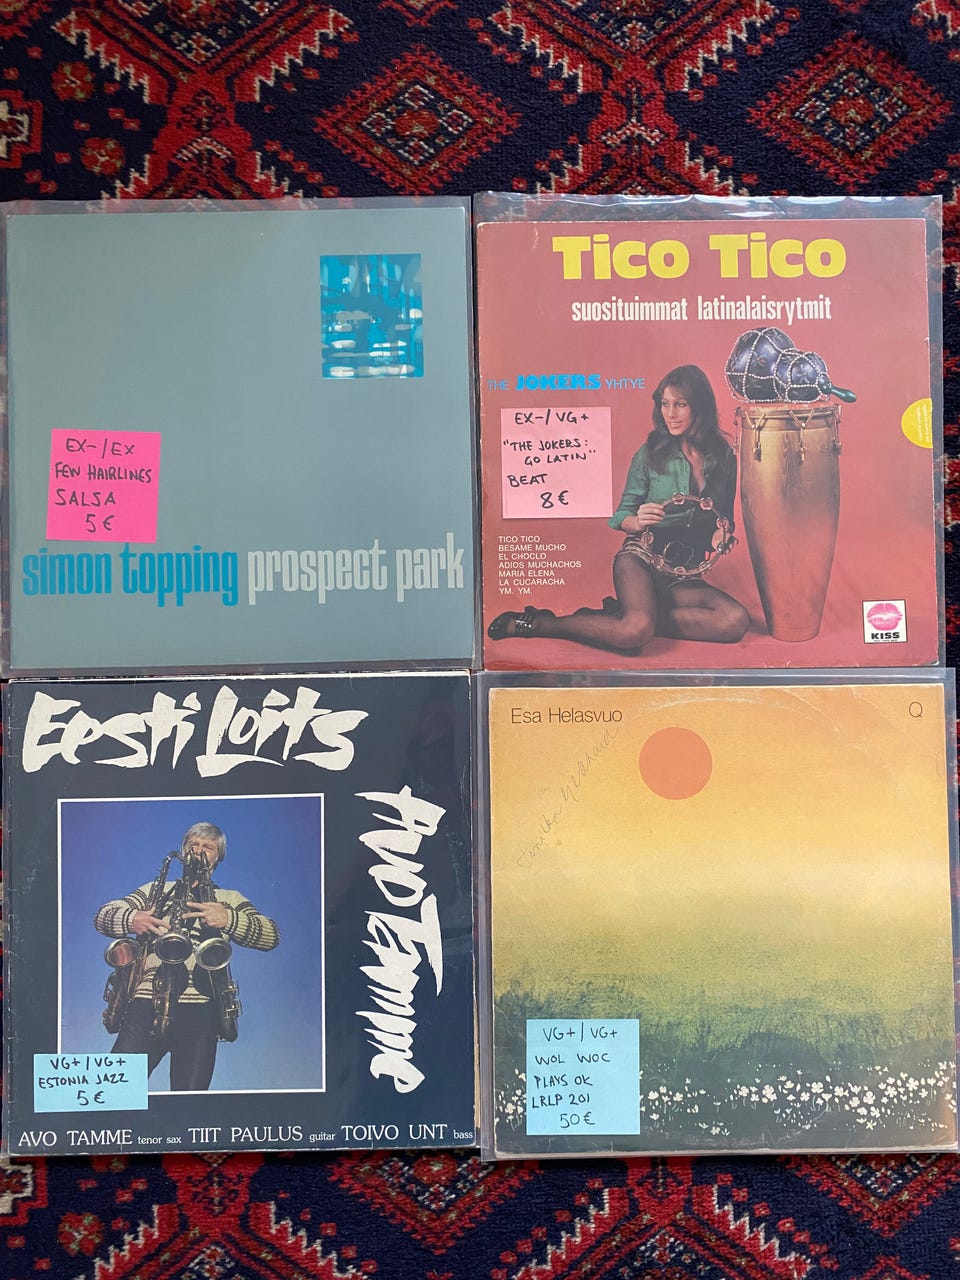 EX-/EX
FEW HAIRLINES
SALSA
5€
simon topping prospect park
Tico Tico
suosituimmat latinalaisrytmit
THE JOKERS YHTYE
EX-/VG+
"THE JOKERS:
GO LATIN"
BEAT
8€
TICO TICO
BESAME MUCHO
EL CHOCLO
ADIOS MUCHACHOS
MARIA ELENA
LA CUCARACHA
YM. YM.
KISS
Eesti Loits
Avo Tamme
VG+/VG+
ESTONIA JAZZ
5€
AVO TAMME tenor sax TIIT PAULUS guitar TOIVO UNT bass
Esa Helasvuo
Q
VG+/VG+
WOL WOC
PLAYS OK
LRLP 201
50€